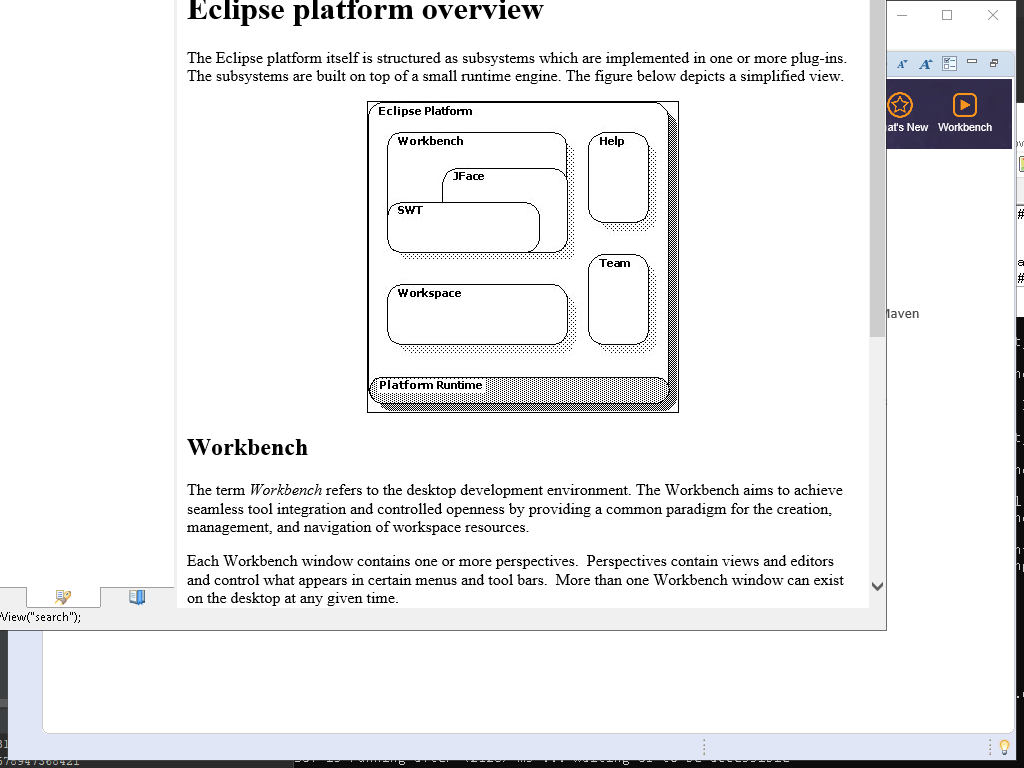 Eclipse platform overview
The Eclipse platform itself is structured as subsystems which are implemented in one or more plug-ins.
The subsystems are built on top of a small runtime engine. The figure below depicts a simplified view.
Eclipse Platform
Workbench
Help
JFace
SWT
Team
Workspace
Platform Runtime
Workbench
The term Workbench refers to the desktop development environment. The Workbench aims to achieve
seamless tool integration and controlled openness by providing a common paradigm for the creation,
management, and navigation of workspace resources.
Each Workbench window contains one or more perspectives. Perspectives contain views and editors
and control what appears in certain menus and tool bars. More than one Workbench window can exist
on the desktop at any given time.
View("search");
at's New
Workbench
Maven